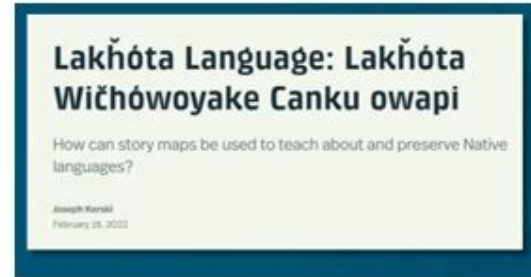 Lakȟóta Language: Lakȟóta
Wičhówoyake Canku owapi
How can story maps be used to teach about and preserve Native
languages?
Joseph Kerski
February 18, 2022